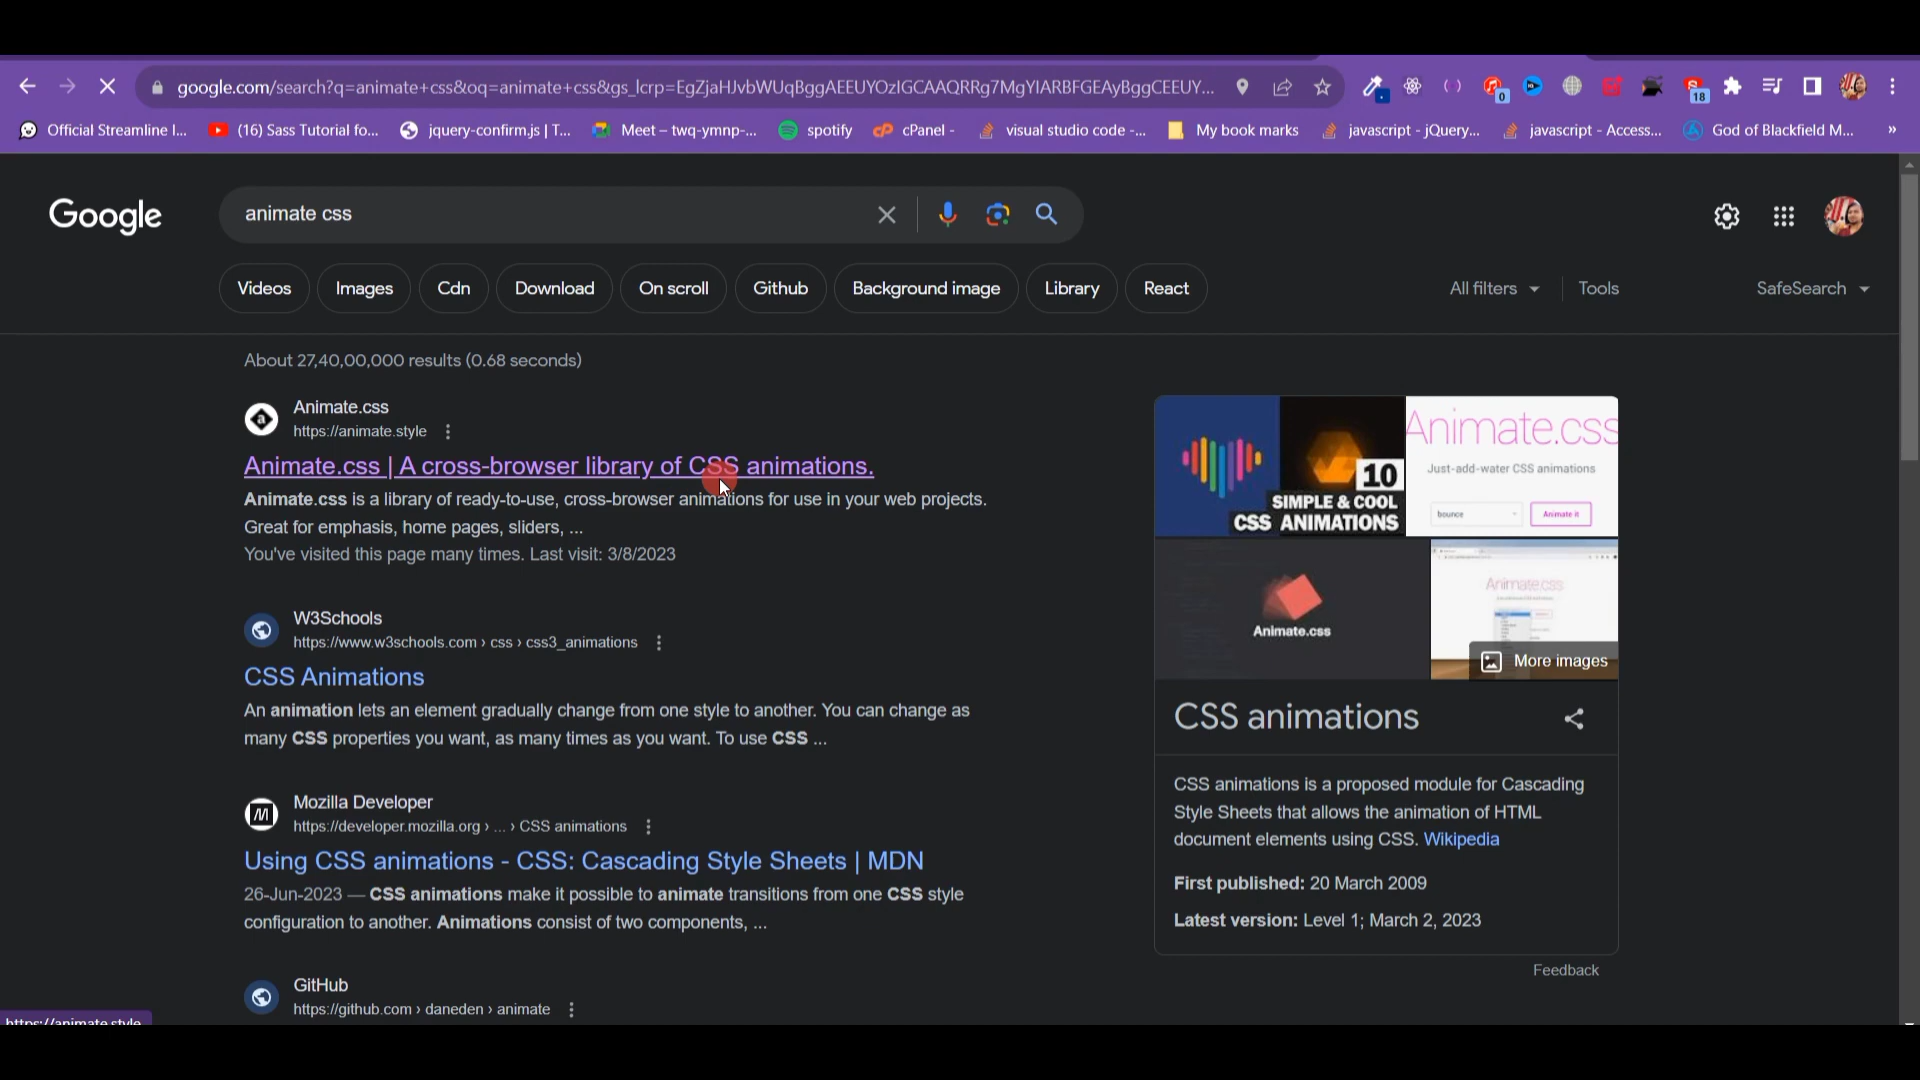 google.com/search?q=animate+css&oq=animate+css&gs_lcrp=EgZjaHJvbWUqBggAEEUYOzIGCAAQRRg7MgYIARBFGEAyBggCEEUY...
0
18
Official Streamline I...
(16) Sass Tutorial fo...
jquery-confirm.js | T...
Meet – twq-ymnp-...
spotify
cPanel -
visual studio code -...
My book marks
javascript - jQuery...
javascript - Access...
God of Blackfield M...
»
Google
animate css
Videos
Images
Cdn
Download
On scroll
Github
Background image
Library
React
All filters
Tools
SafeSearch
About 27,40,00,000 results (0.68 seconds)
Animate.css
https://animate.style
Animate.css | A cross-browser library of CSS animations.
Animate.css is a library of ready-to-use, cross-browser animations for use in your web projects.
Great for emphasis, home pages, sliders, ...
You've visited this page many times. Last visit: 3/8/2023
W3Schools
https://www.w3schools.com › css › css3_animations
CSS Animations
An animation lets an element gradually change from one style to another. You can change as
many CSS properties you want, as many times as you want. To use CSS ...
Mozilla Developer
https://developer.mozilla.org › ... › CSS animations
Using CSS animations - CSS: Cascading Style Sheets | MDN
26-Jun-2023 — CSS animations make it possible to animate transitions from one CSS style
configuration to another. Animations consist of two components, ...
GitHub
https://github.com › daneden › animate
https://animate.style
10
SIMPLE & COOL
CSS ANIMATIONS
Animate.css
Just-add-water CSS animations
bounce
Animate it
Animate.css
Animate.css
More images
CSS animations
CSS animations is a proposed module for Cascading
Style Sheets that allows the animation of HTML
document elements using CSS. Wikipedia
First published: 20 March 2009
Latest version: Level 1; March 2, 2023
Feedback